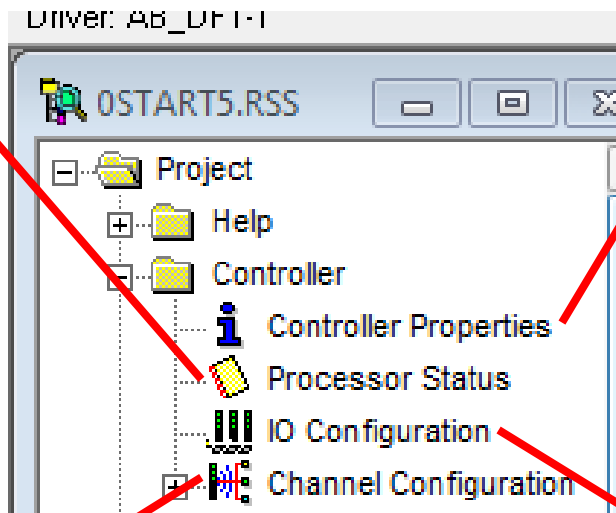 Driver: AB_DF1-1
0START5.RSS
Project
Help
Controller
Controller Properties
Processor Status
IO Configuration
Channel Configuration